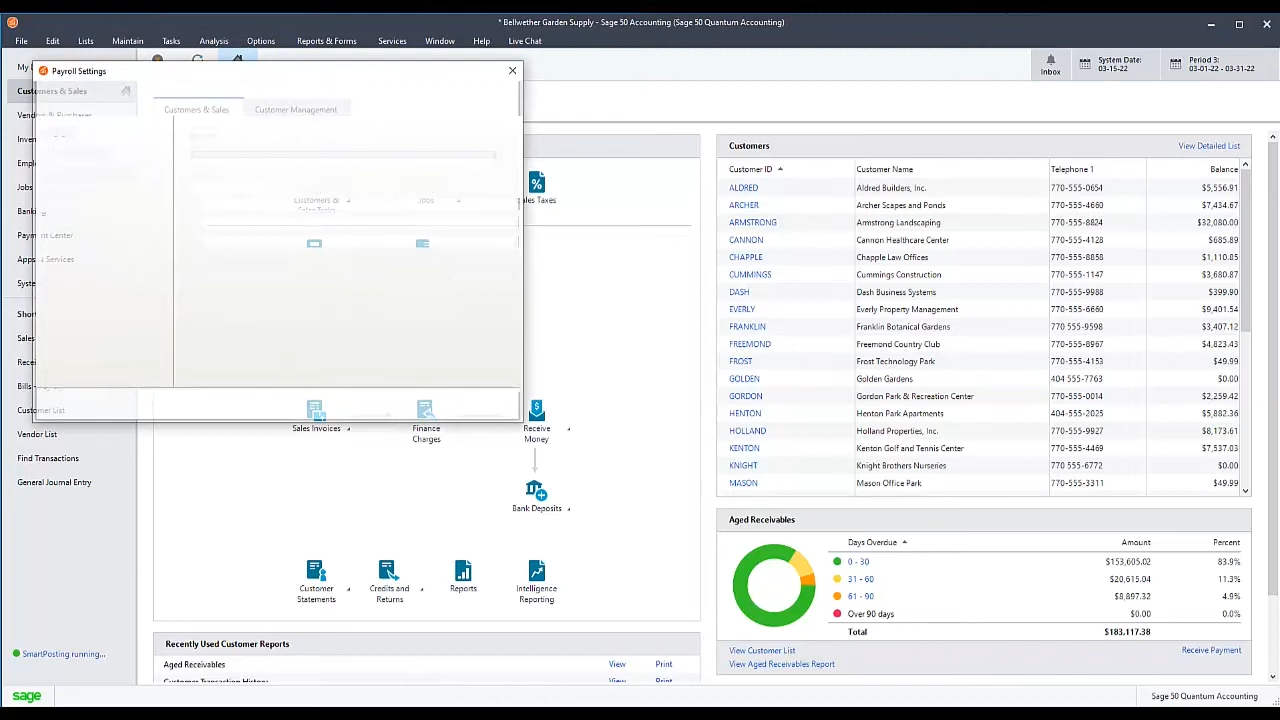 * Bellwether Garden Supply - Sage 50 Accounting (Sage 50 Quantum Accounting)
File Edit Lists Maintain Tasks Analysis Options Reports & Forms Services Window Help Live Chat
Inbox
System Date:
03-15-22
Period 3:
03-01-22 - 03-31-22
Payroll Settings
Customers & Sales
Customers & Sales
Customer Management
Customers &
Sales Tasks
Jobs
Payment Center
Customer List
Vendor List
Find Transactions
General Journal Entry
SmartPosting running...
Sales Invoices
Finance
Charges
Receive
Money
Bank Deposits
Customer
Statements
Credits and
Returns
Reports
Intelligence
Reporting
Recently Used Customer Reports
Aged Receivables View Print
Customer Transaction History View Print
Customers View Detailed List
Customer ID Customer Name Telephone 1 Balance
ALDRED Aldred Builders, Inc. 770-555-0654 $5,556.91
ARCHER Archer Scapes and Ponds 770-555-4660 $7,434.67
ARMSTRONG Armstrong Landscaping 770-555-8824 $32,080.00
CANNON Cannon Healthcare Center 770-555-4128 $685.89
CHAPPLE Chapple Law Offices 770-555-8858 $1,110.85
CUMMINGS Cummings Construction 770-555-1147 $3,680.87
DASH Dash Business Systems 770-555-9988 $399.90
EVERLY Everly Property Management 770-555-6660 $9,401.54
FRANKLIN Franklin Botanical Gardens 770 555-9598 $3,407.12
FREEMOND Freemond Country Club 770-555-8967 $4,823.43
FROST Frost Technology Park 770-555-4153 $49.99
GOLDEN Golden Gardens 404 555-7763 $0.00
GORDON Gordon Park & Recreation Center 770-555-0014
HENTON Henton Park Apartments 404-555-2025
HOLLAND Holland Properties, Inc. 770-555-9927 $8,173.61
KENTON Kenton Golf and Tennis Center 770-555-4469 $7,537.03
KNIGHT Knight Brothers Nurseries 770 555-6772 $0.00
MASON Mason Office Park 770-555-3311 $49.99
Aged Receivables
Days Overdue Amount Percent
0 - 30 $153,605.02 83.9%
31 - 60 $20,615.04 11.3%
61 - 90 $8,897.32 4.9%
Over 90 days $0.00 0.0%
Total $183,117.38
View Customer List Receive Payment
View Aged Receivables Report
sage
Sage 50 Quantum Accounting